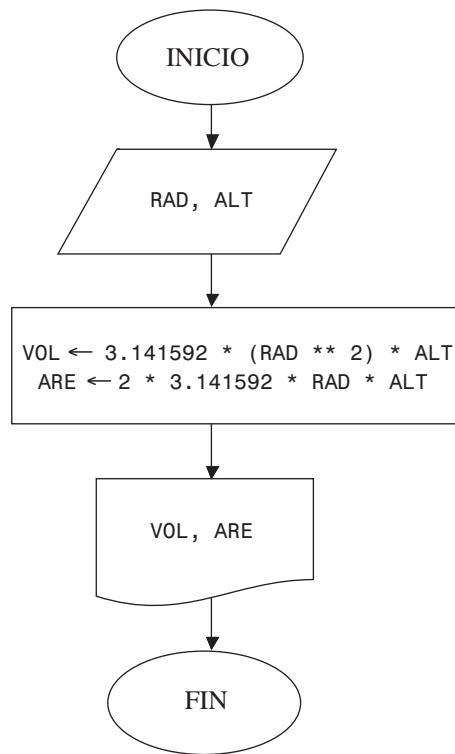 INICIO
RAD, ALT
VOL ← 3.141592 * (RAD ** 2) * ALT
ARE ← 2 * 3.141592 * RAD * ALT
VOL, ARE
FIN